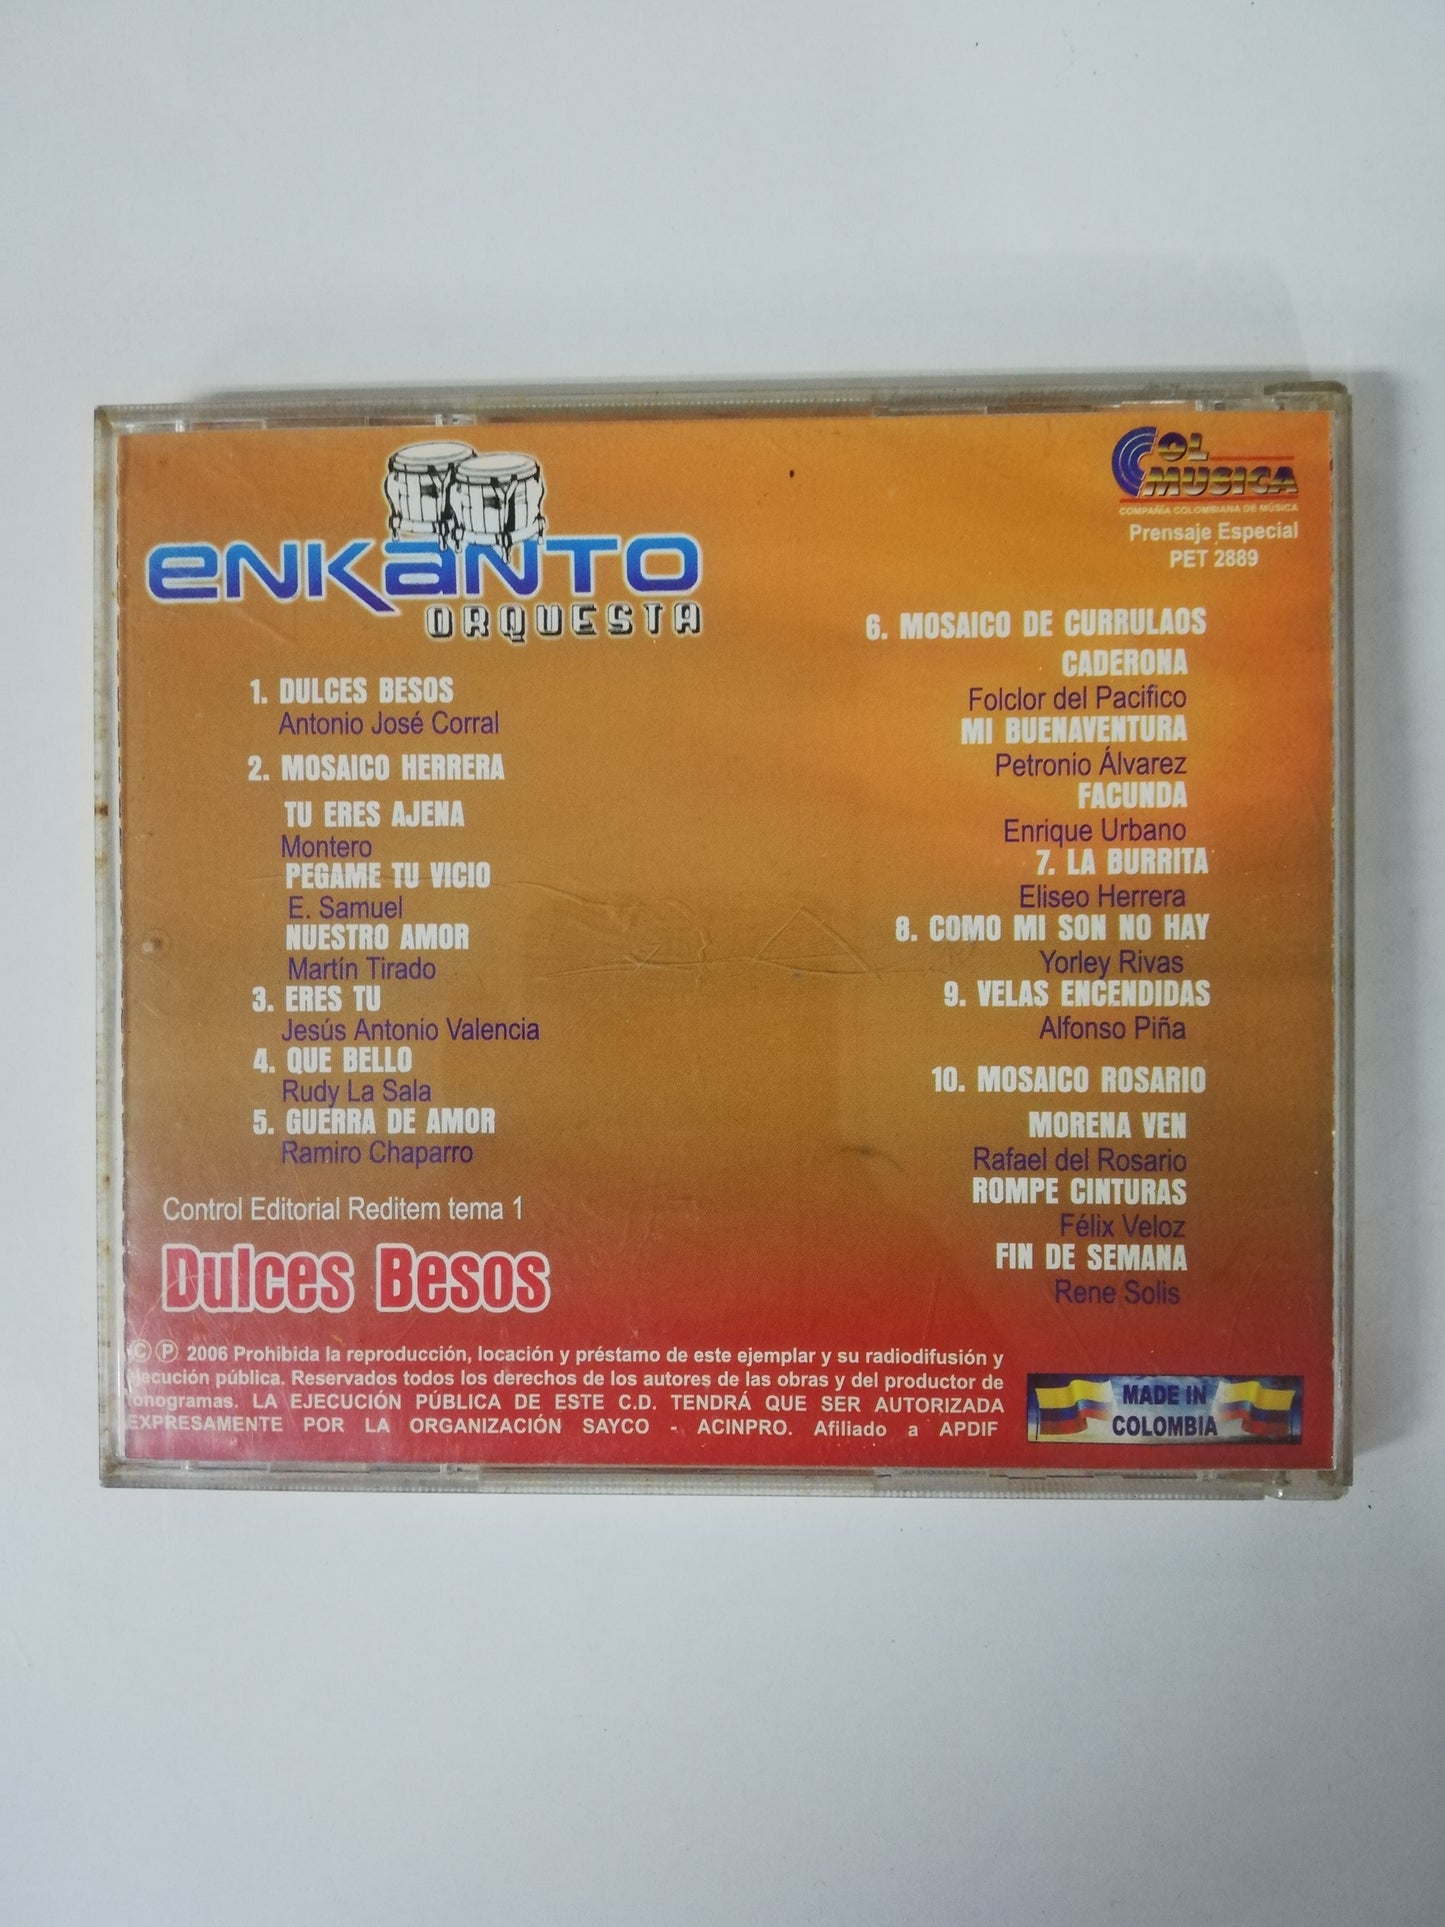 enkanto
ORQUESTA
1. DULCES BESOS
Antonio José Corral
2. MOSAICO HERRERA
TU ERES AJENA
Montero
PEGAME TU VICIO
E. Samuel
NUESTRO AMOR
Martín Tirado
3. ERES TU
Jesús Antonio Valencia
4. QUE BELLO
Rudy La Sala
5. GUERRA DE AMOR
Ramiro Chaparro
Control Editorial Reditem tema 1
Dulces Besos
COL
MUSICA
COMPAÑÍA COLOMBIANA DE MÚSICA
Prensaje Especial
PET 2889
6. MOSAICO DE CURRULAOS
CADERONA
Folclor del Pacifico
MI BUENAVENTURA
Petronio Álvarez
FACUNDA
Enrique Urbano
7. LA BURRITA
Eliseo Herrera
8. COMO MI SON NO HAY
Yorley Rivas
9. VELAS ENCENDIDAS
Alfonso Piña
10. MOSAICO ROSARIO
MORENA VEN
Rafael del Rosario
ROMPE CINTURAS
Félix Veloz
FIN DE SEMANA
Rene Solis
© ℗ 2006 Prohibida la reproducción, locación y préstamo de este ejemplar y su radiodifusión y
ejecución pública. Reservados todos los derechos de los autores de las obras y del productor de
fonogramas. LA EJECUCIÓN PÚBLICA DE ESTE C.D. TENDRÁ QUE SER AUTORIZADA
EXPRESAMENTE POR LA ORGANIZACIÓN SAYCO - ACINPRO. Afiliado a APDIF
MADE IN
COLOMBIA